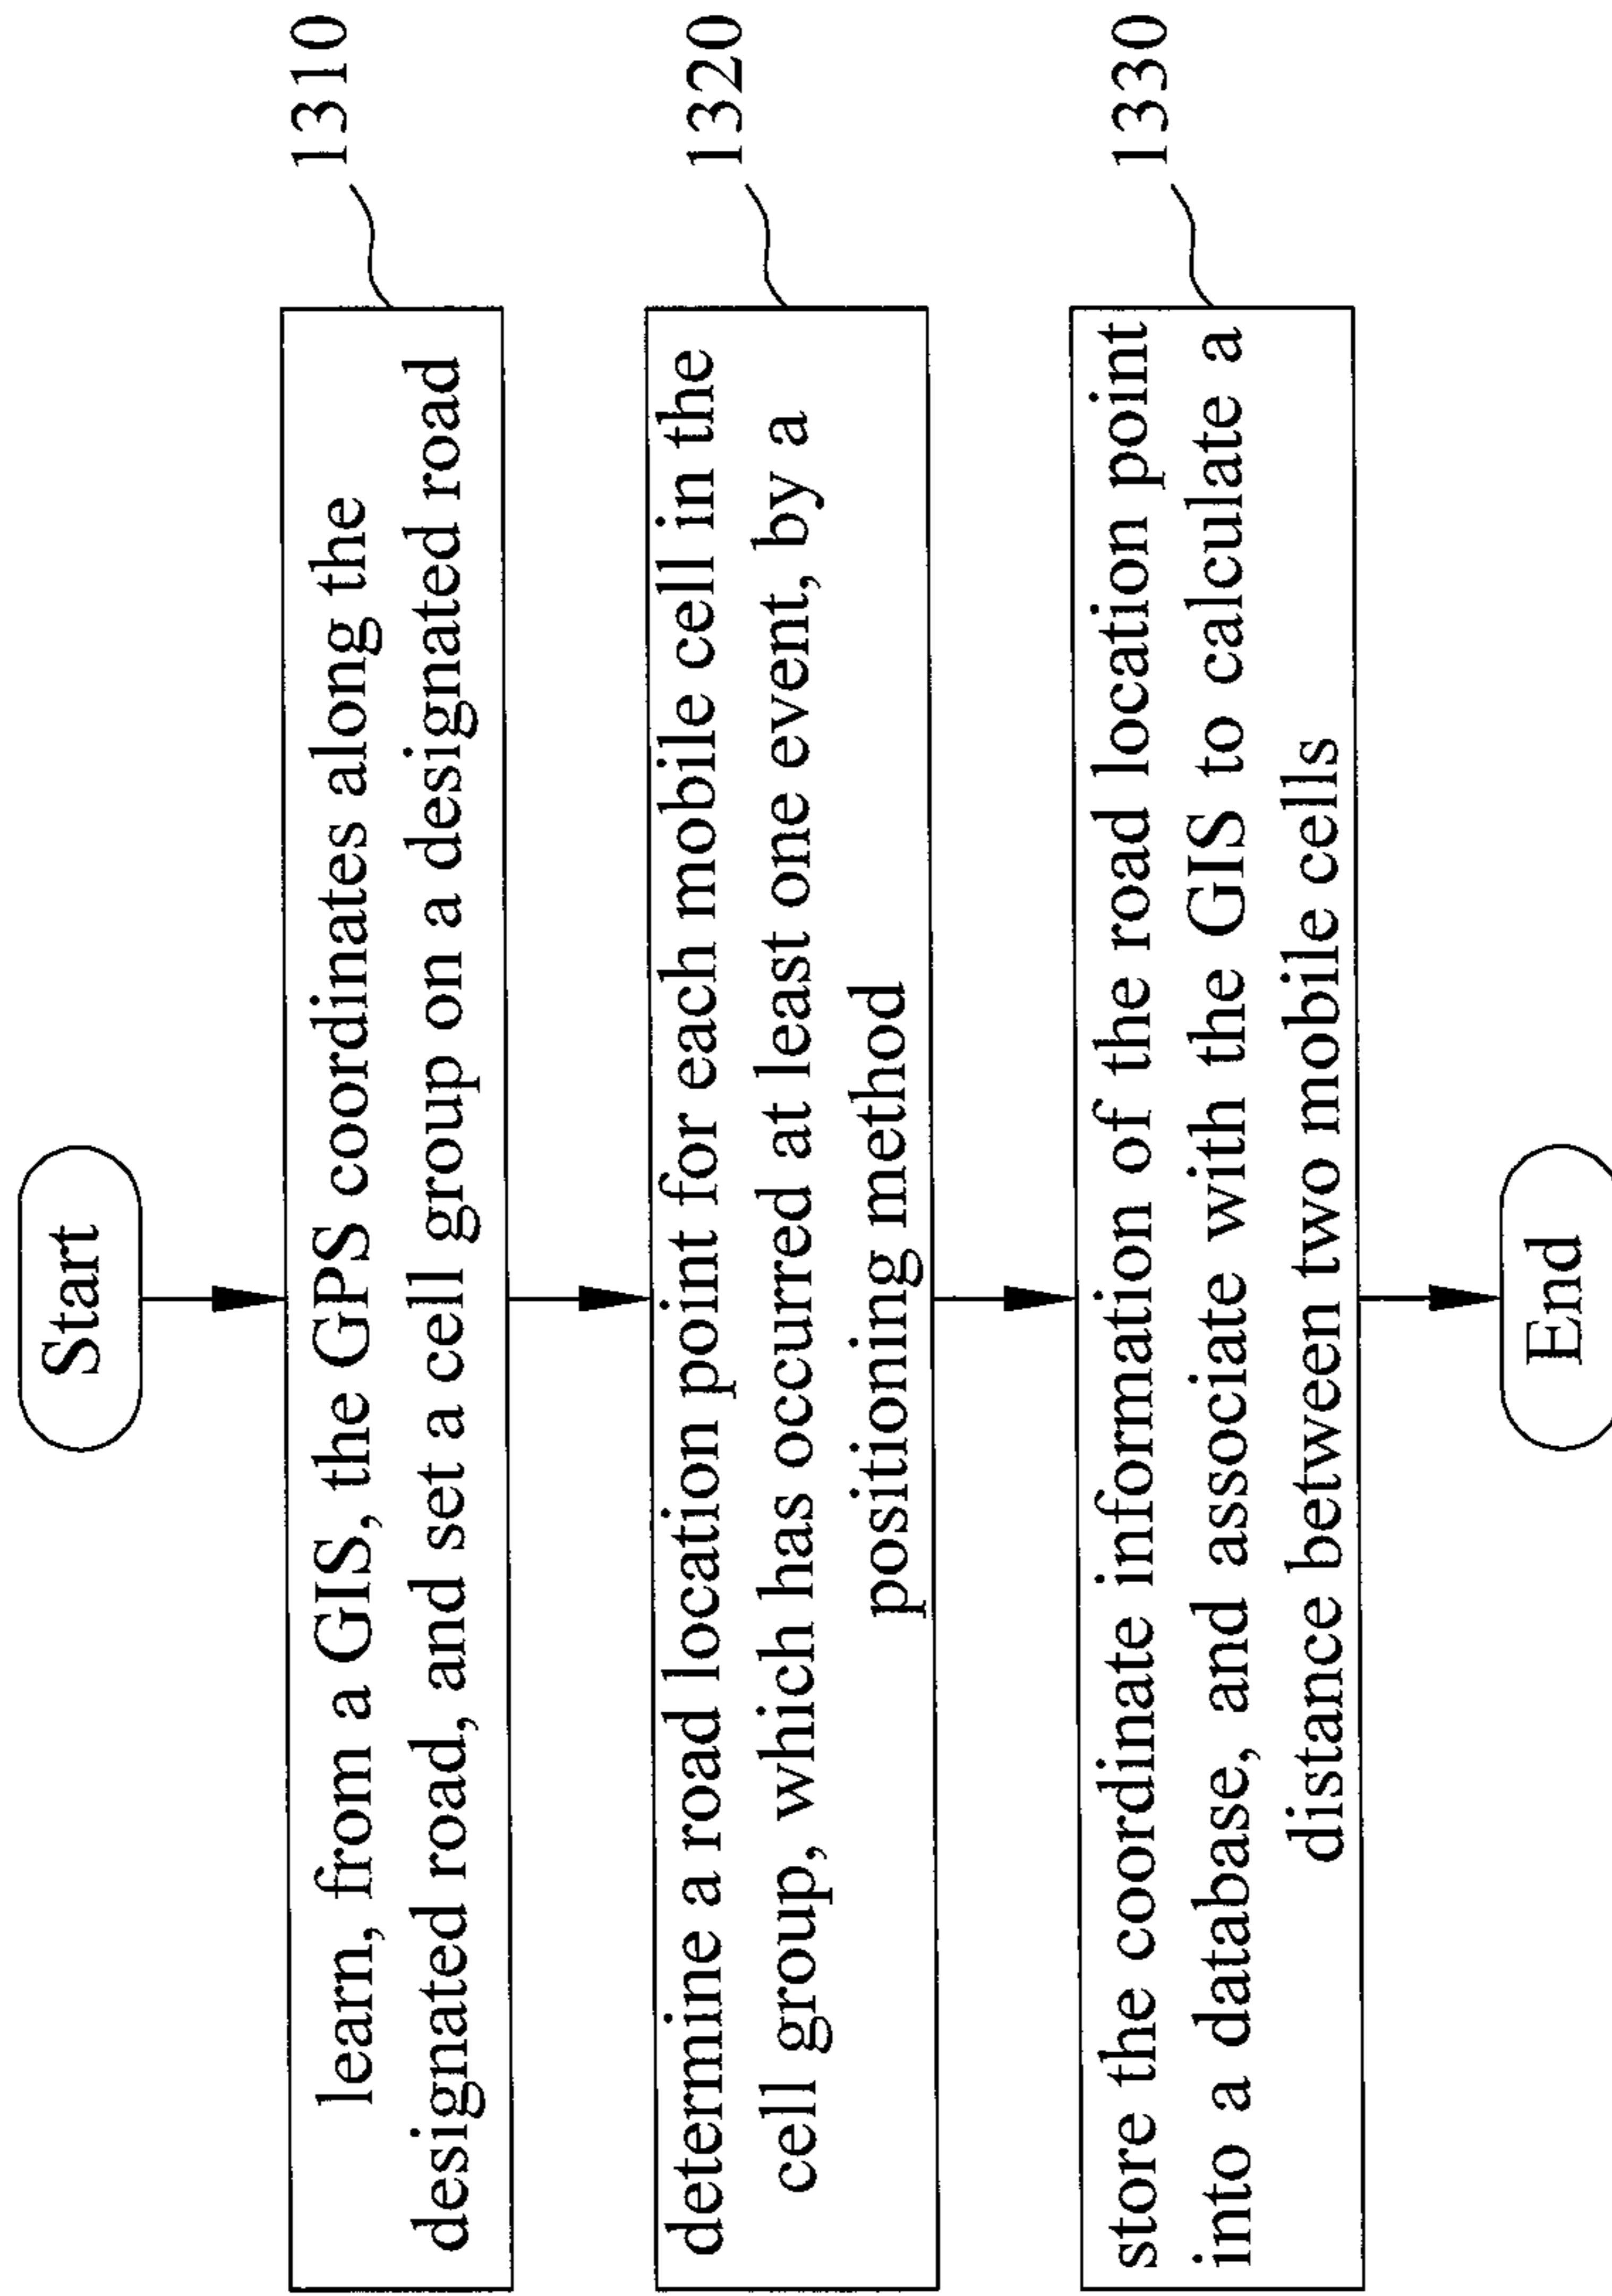 Start
learn, from a GIS, the GPS coordinates along the
designated road, and set a cell group on a designated road
1310
determine a road location point for each mobile cell in the
cell group, which has occurred at least one event, by a
positioning method
1320
store the coordinate information of the road location point
into a database, and associate with the GIS to calculate a
distance between two mobile cells
1330
End